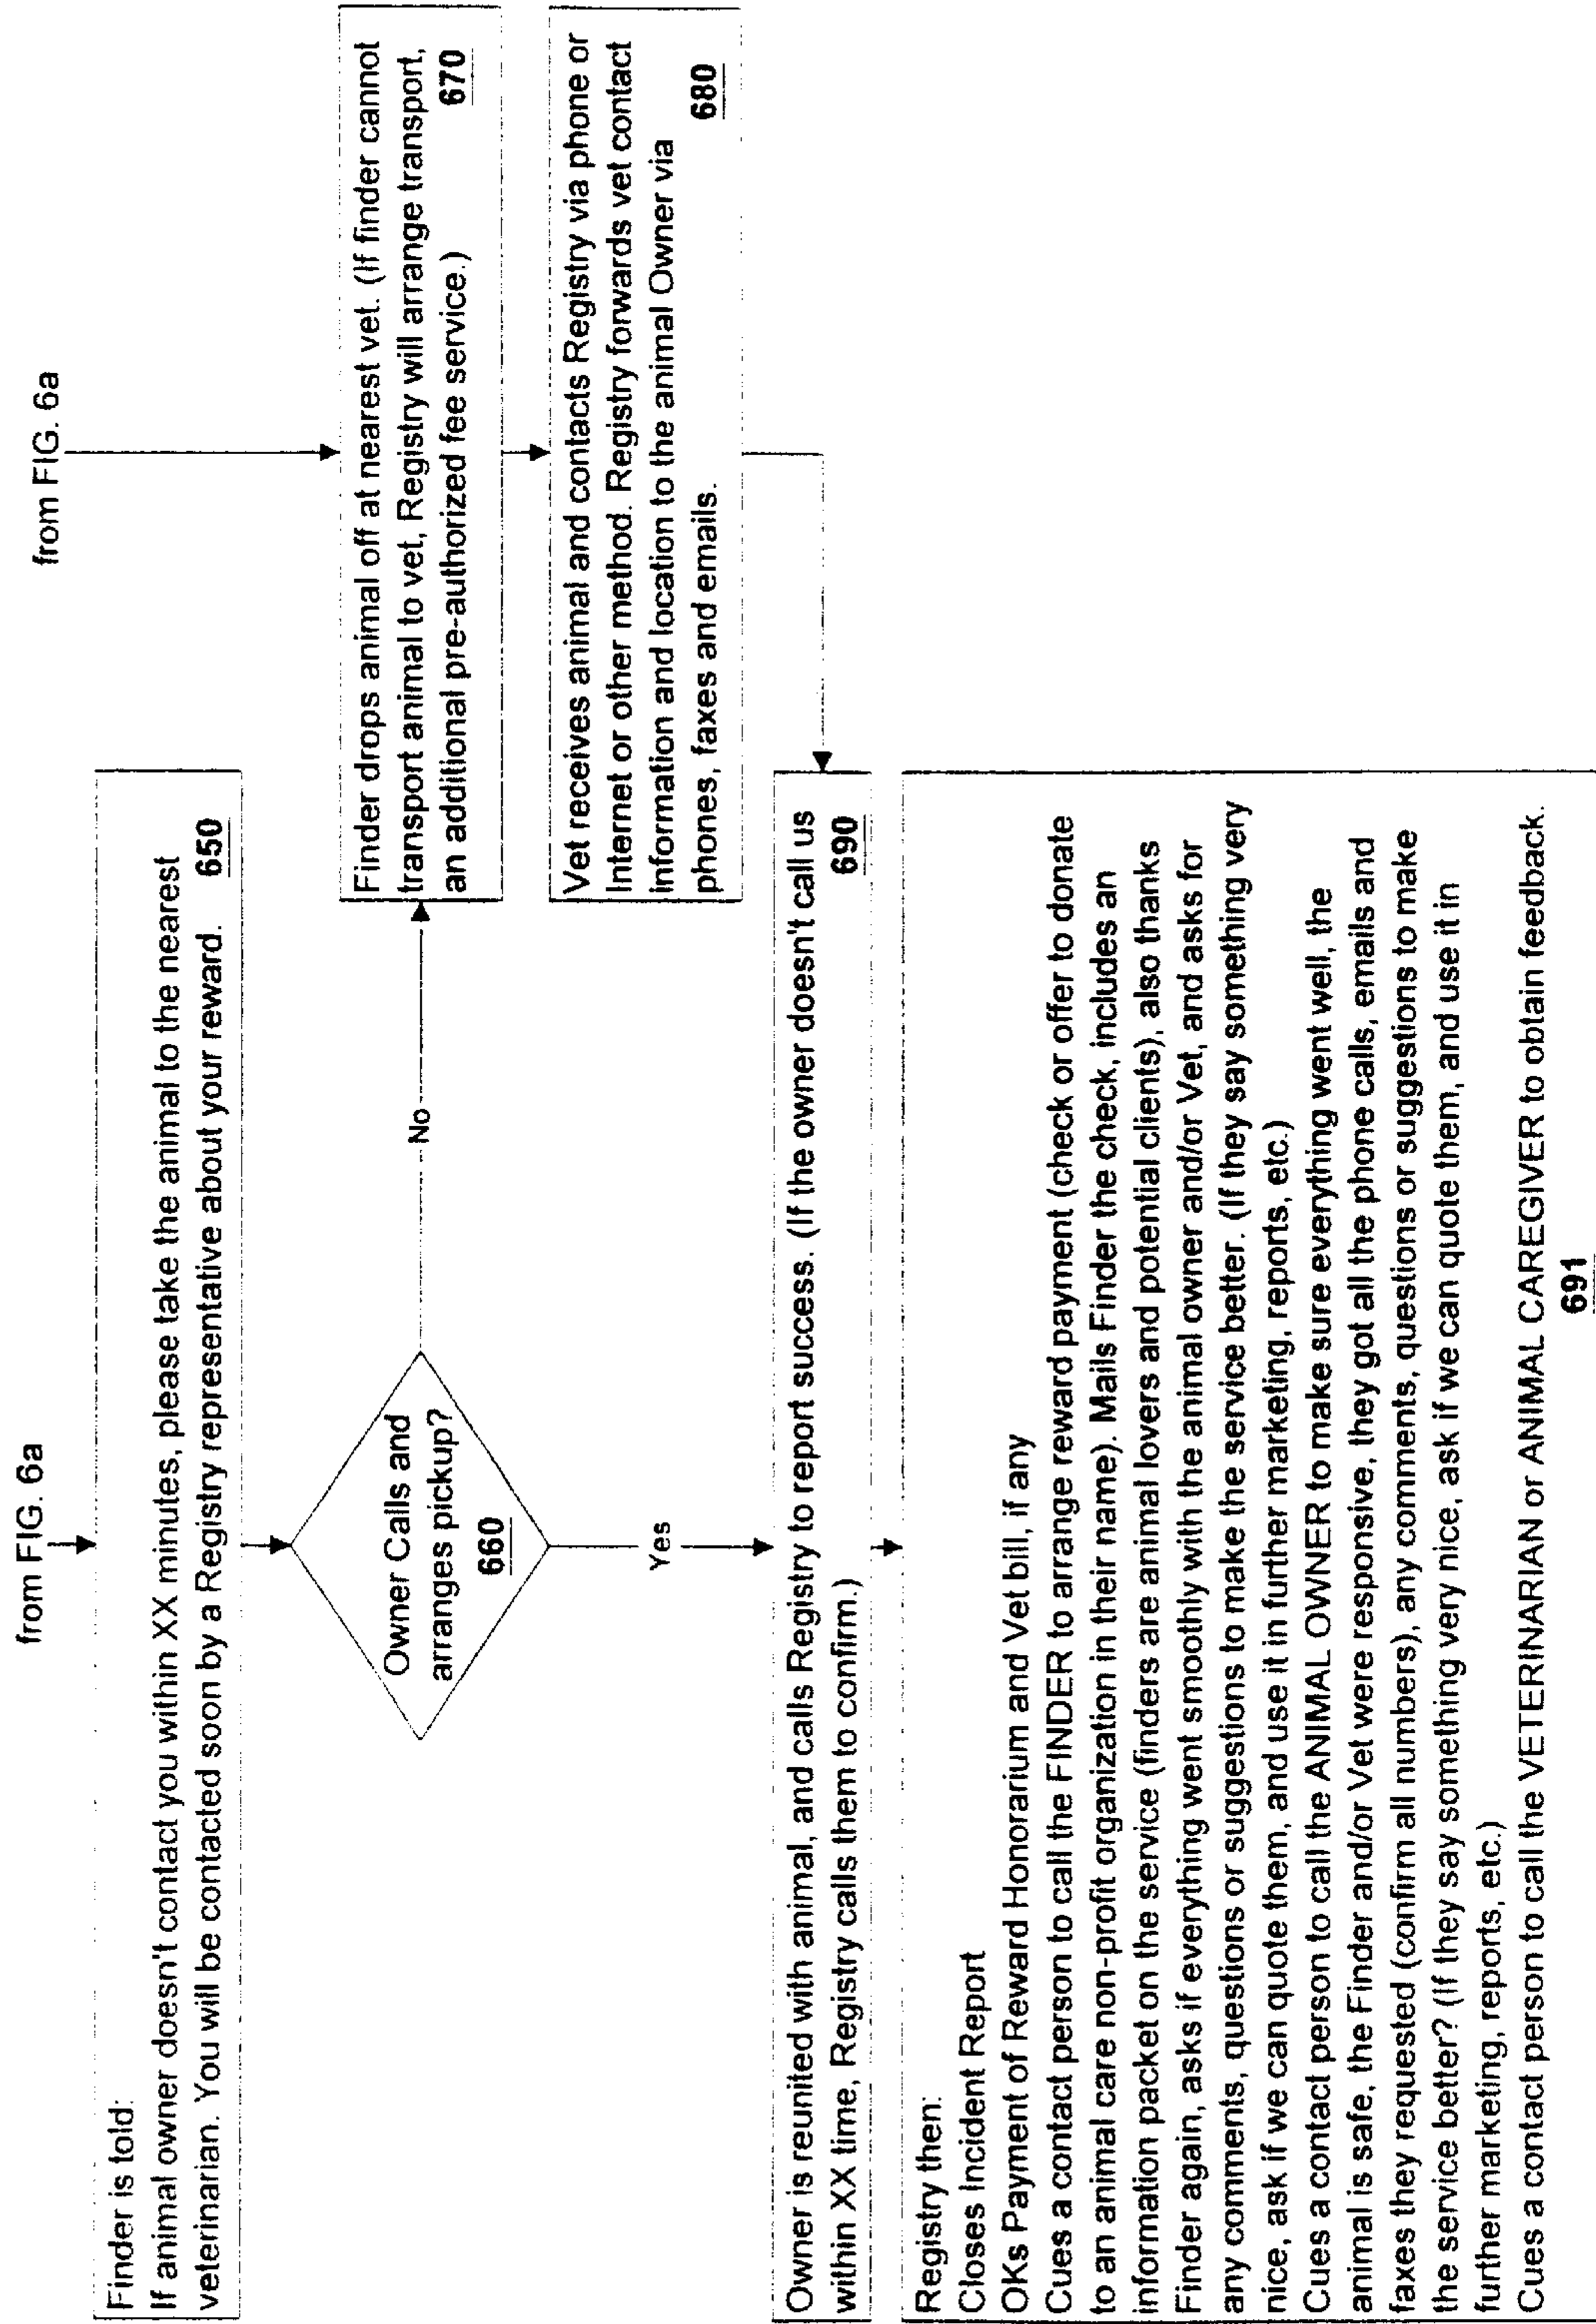 from FIG. 6a
Finder is told:
If animal owner doesn't contact you within XX minutes, please take the animal to the nearest
veterinarian. You will be contacted soon by a Registry representative about your reward. 650
Owner Calls and
arranges pickup?
660
No
Yes
from FIG. 6a
Finder drops animal off at nearest vet. (If finder cannot
transport animal to vet, Registry will arrange transport,
an additional pre-authorized fee service.) 670
Vet receives animal and contacts Registry via phone or
Internet or other method. Registry forwards vet contact
information and location to the animal Owner via
phones, faxes and emails. 680
Owner is reunited with animal, and calls Registry to report success. (If the owner doesn't call us
within XX time, Registry calls them to confirm.) 690
Registry then:
Closes Incident Report
OKs Payment of Reward Honorarium and Vet bill, if any
Cues a contact person to call the FINDER to arrange reward payment (check or offer to donate
to an animal care non-profit organization in their name). Mails Finder the check, includes an
information packet on the service (finders are animal lovers and potential clients), also thanks
Finder again, asks if everything went smoothly with the animal owner and/or Vet, and asks for
any comments, questions or suggestions to make the service better. (If they say something very
nice, ask if we can quote them, and use it in further marketing, reports, etc.)
Cues a contact person to call the ANIMAL OWNER to make sure everything went well, the
animal is safe, the Finder and/or Vet were responsive, they got all the phone calls, emails and
faxes they requested (confirm all numbers), any comments, questions or suggestions to make
the service better? (If they say something very nice, ask if we can quote them, and use it in
further marketing, reports, etc.)
Cues a contact person to call the VETERINARIAN or ANIMAL CAREGIVER to obtain feedback.
691